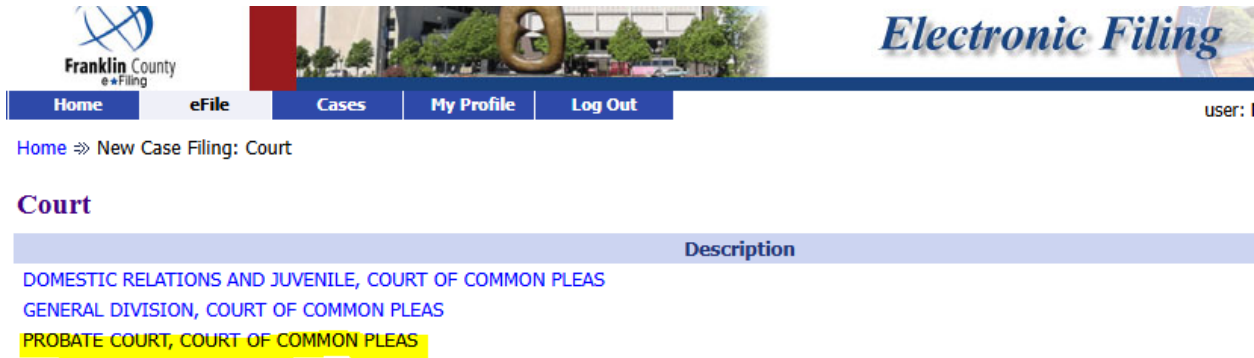 Franklin County
e★Filing
Electronic Filing
Home eFile Cases My Profile Log Out
user:
Home ⇒ New Case Filing: Court
Court
Description
DOMESTIC RELATIONS AND JUVENILE, COURT OF COMMON PLEAS
GENERAL DIVISION, COURT OF COMMON PLEAS
PROBATE COURT, COURT OF COMMON PLEAS